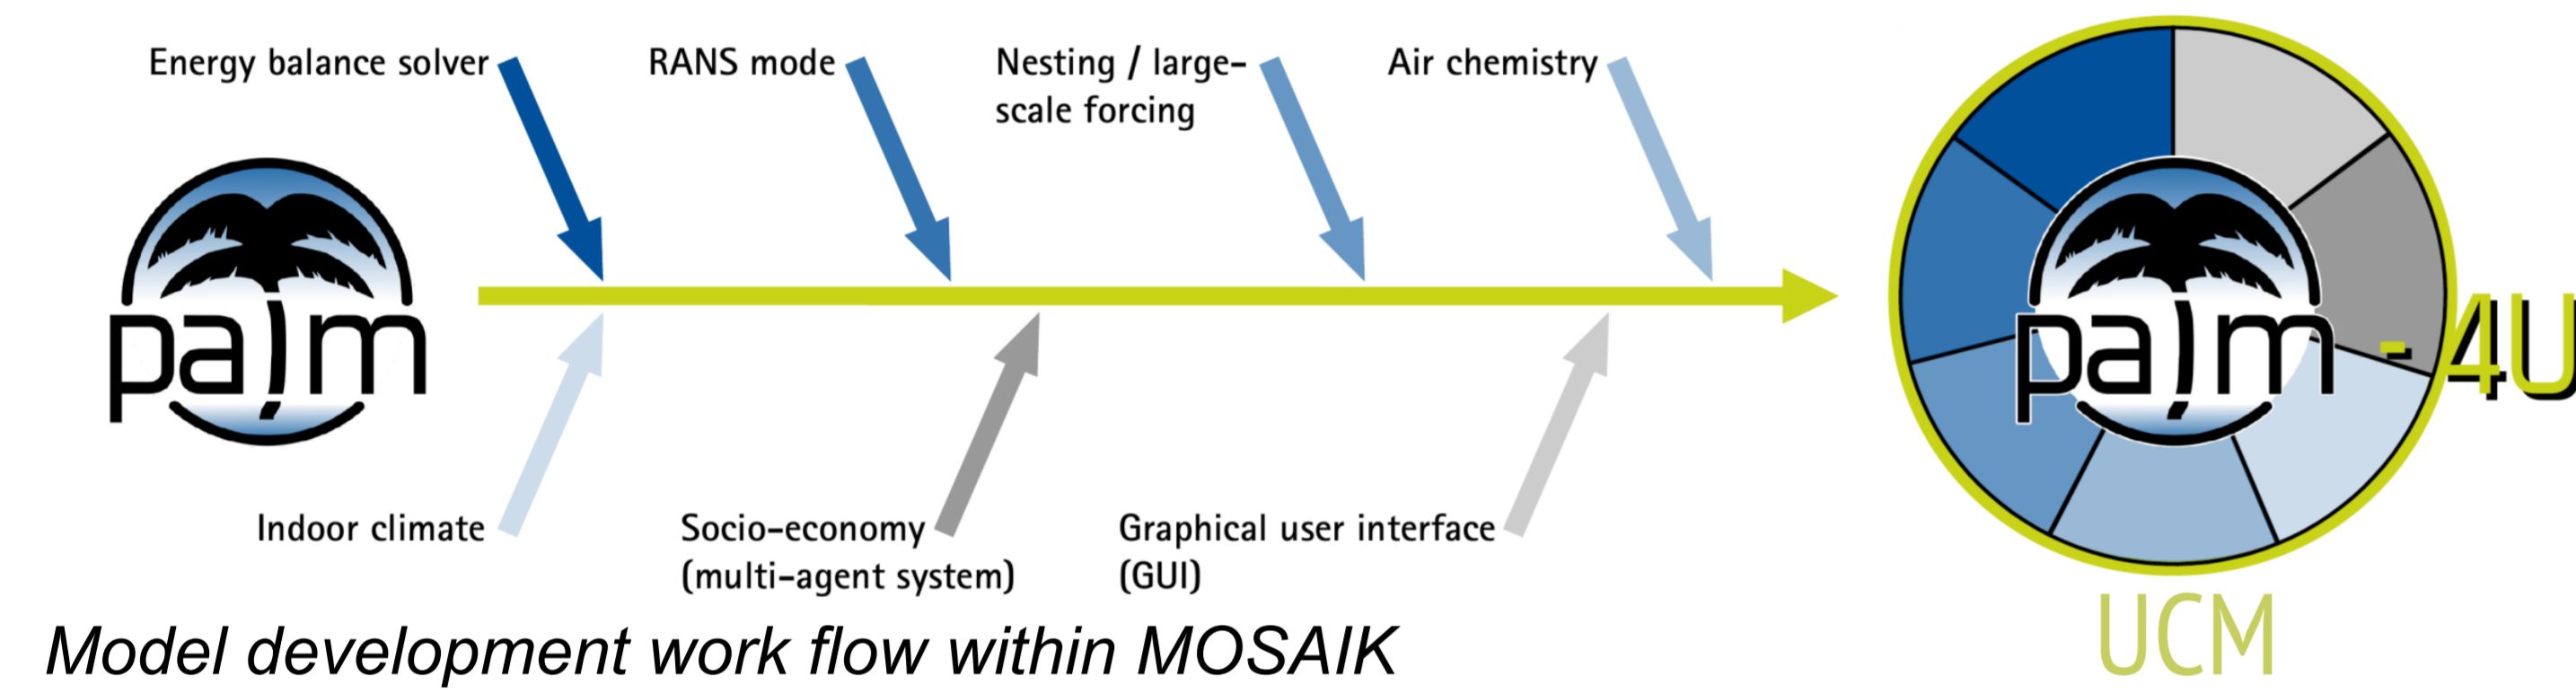 Energy balance solver
RANS mode
Nesting / large-
scale forcing
Air chemistry
palm
palm - 4U
Indoor climate
Socio-economy
(multi-agent system)
Graphical user interface
(GUI)
UCM
Model development work flow within MOSAIK